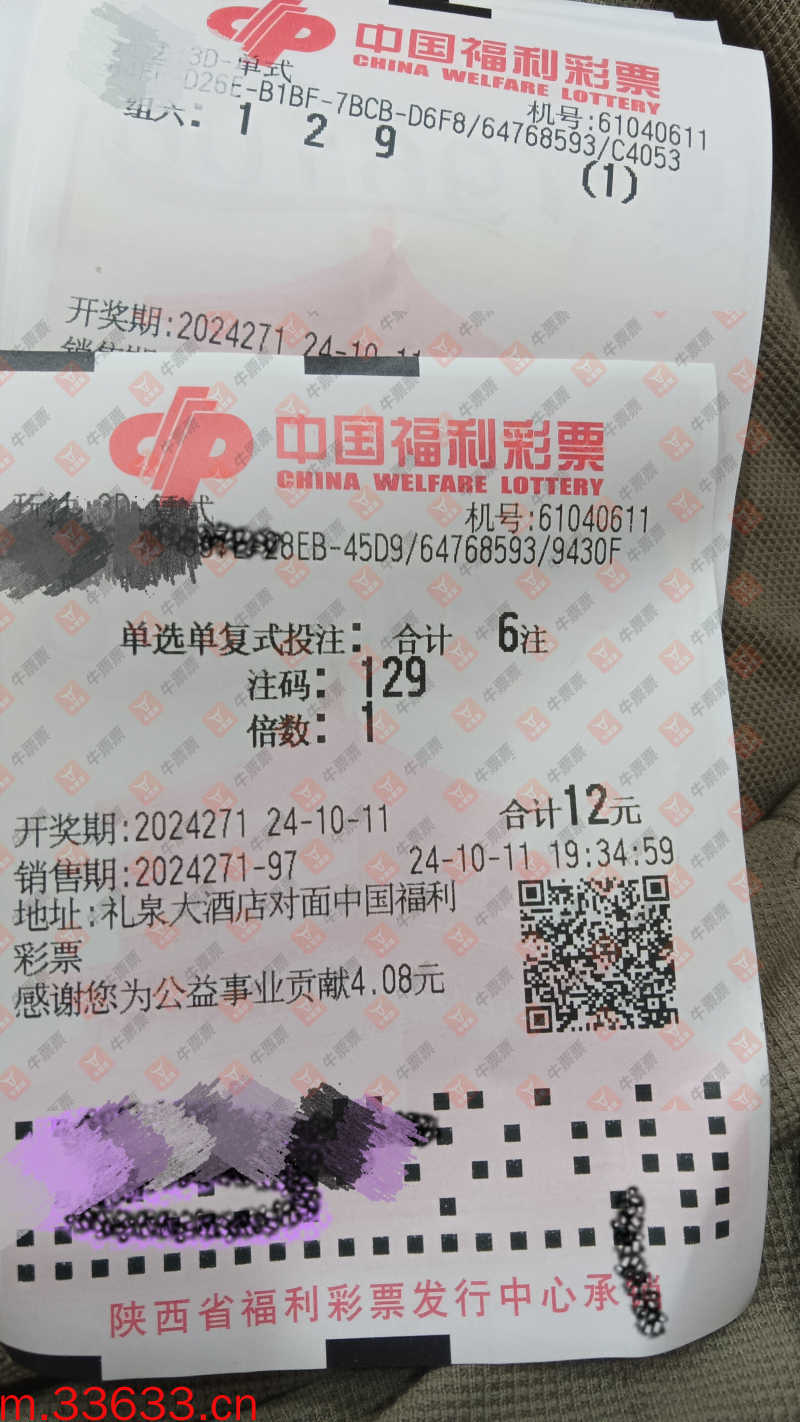 中国福利彩票
CHINA WELFARE LOTTERY
3D-单式
机号:61040611
D26E-B1BF-7BCB-D6F8/64768593/C4053
组六: 1 2 9
(1)
开奖期:2024271 24-10-11
中国福利彩票
CHINA WELFARE LOTTERY
机号:61040611
28EB-45D9/64768593/9430F
单选单复式投注: 合计 6注
注码: 129
倍数: 1
开奖期:2024271 24-10-11 合计12元
销售期:2024271-97 24-10-11 19:34:59
地址:礼泉大酒店对面中国福利
彩票
感谢您为公益事业贡献4.08元
陕西省福利彩票发行中心承销
牛票票
m.33633.cn